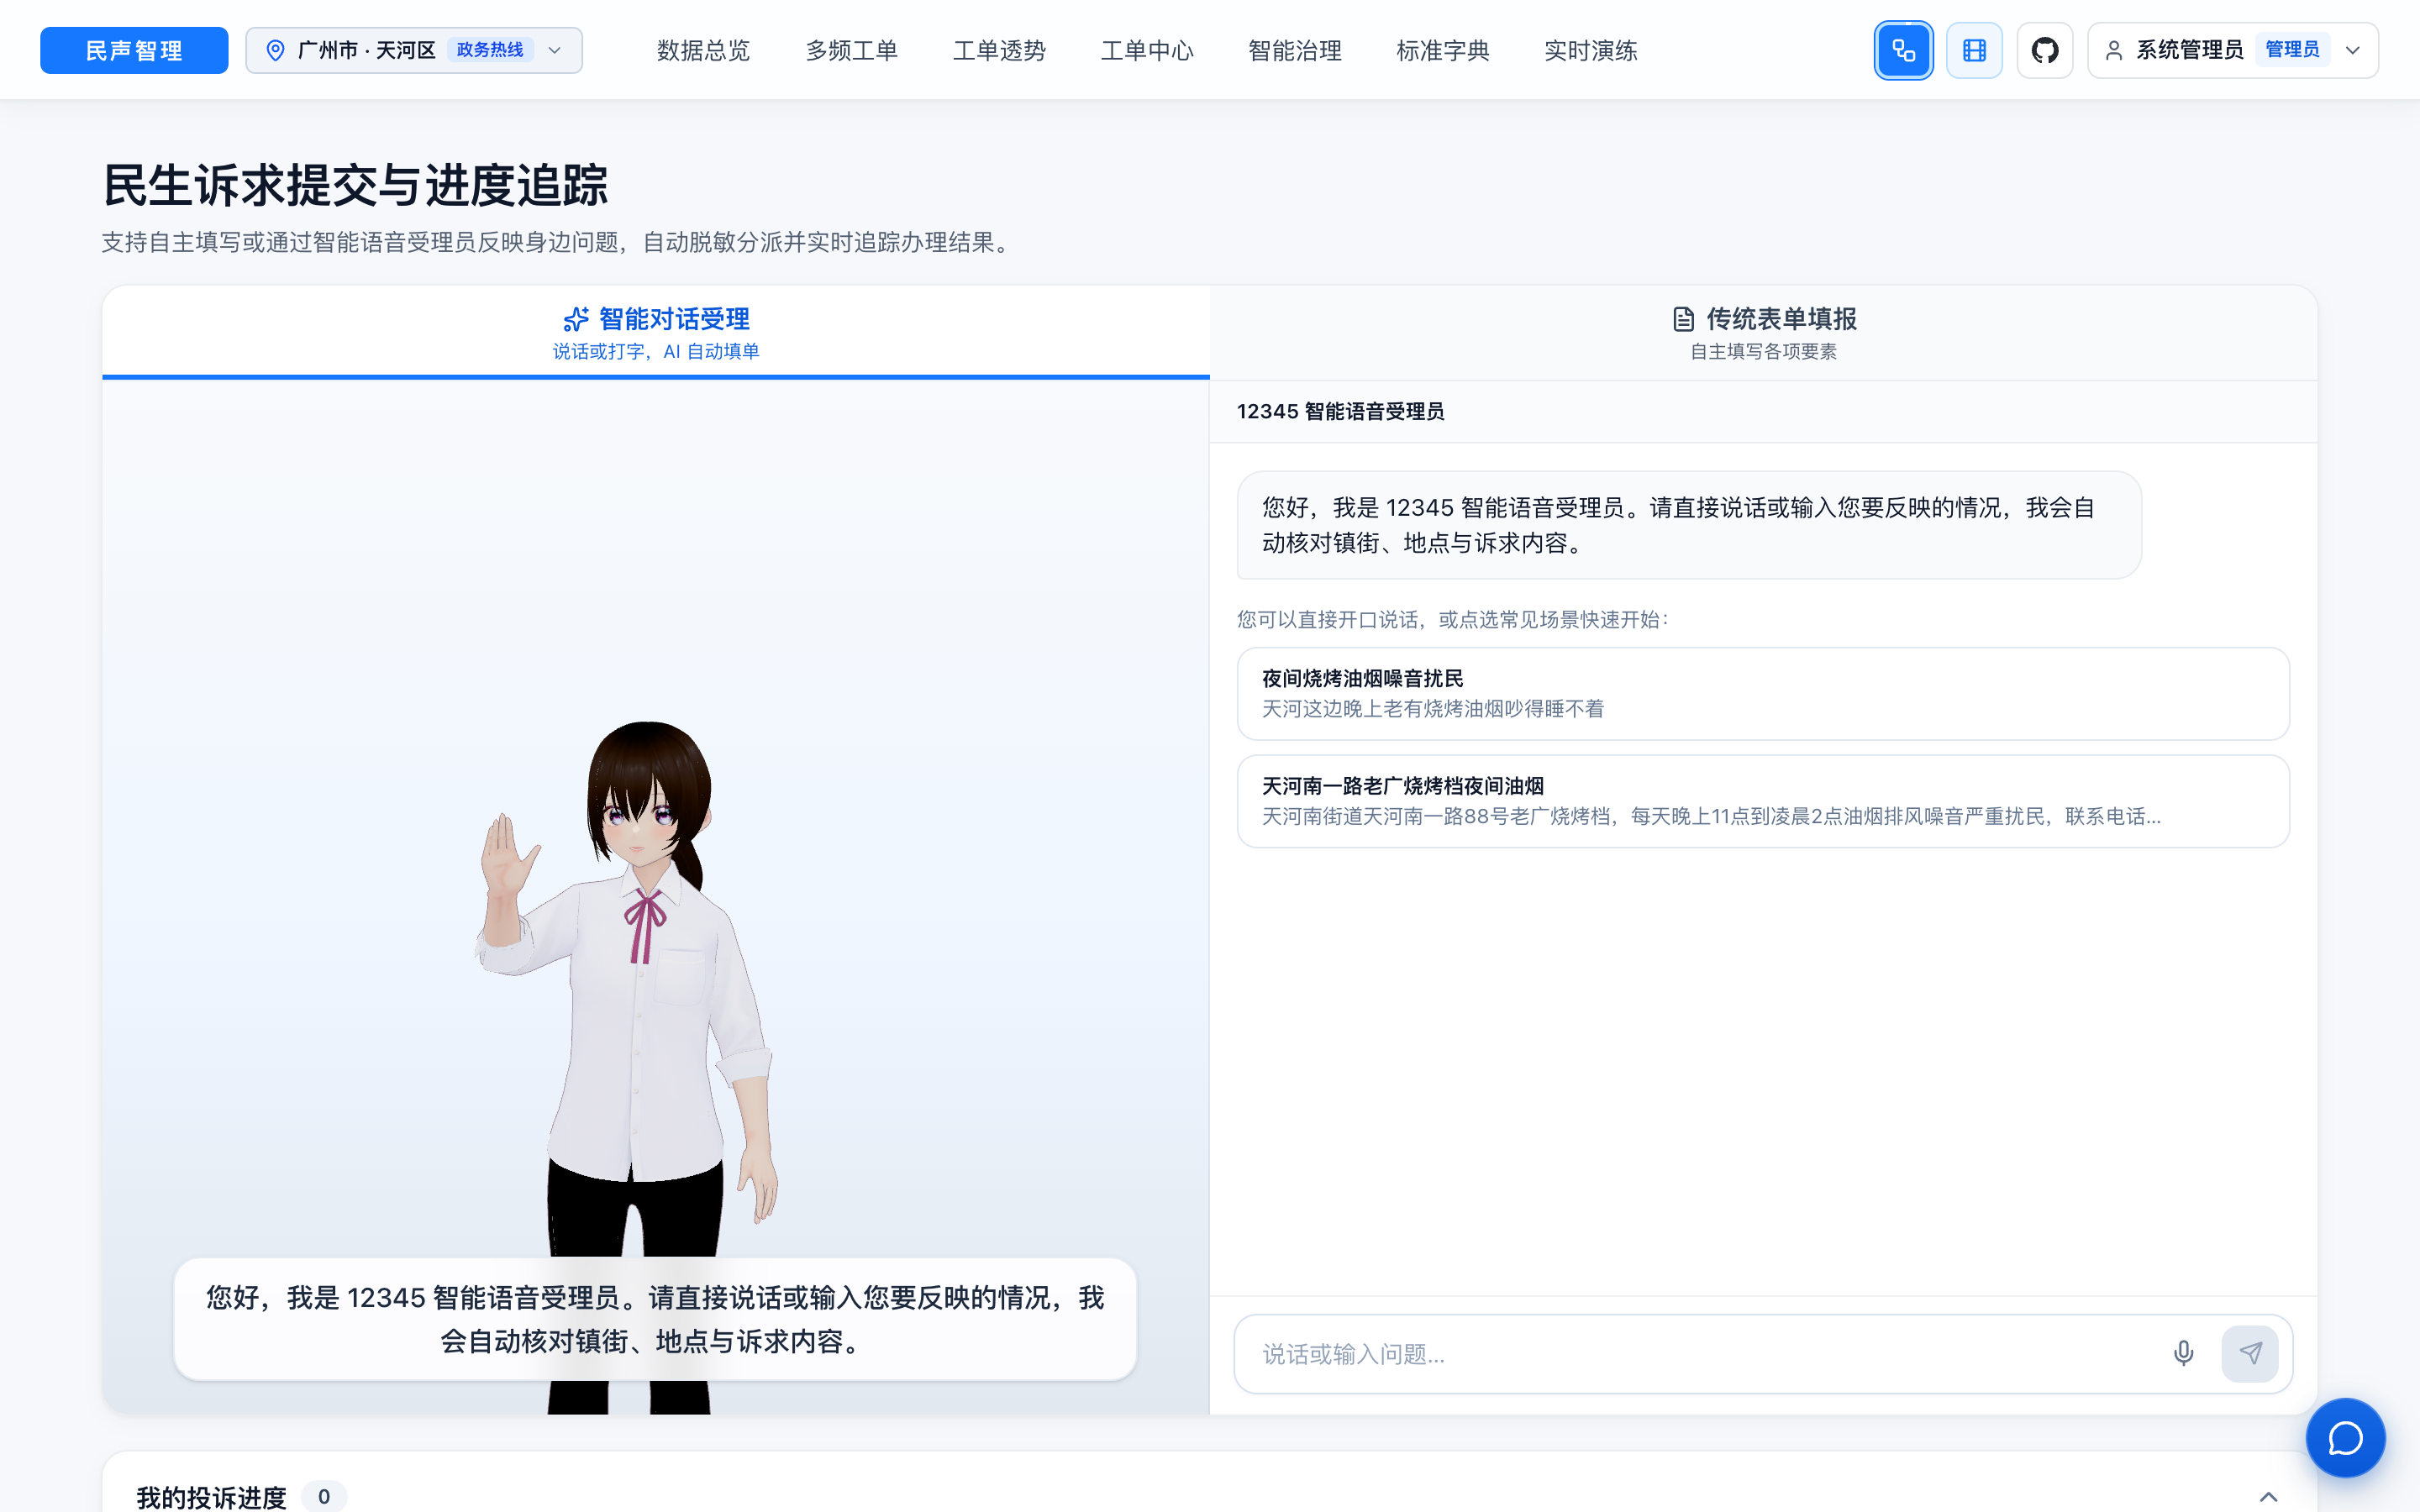 民声智理
广州市 · 天河区 政务热线
数据总览 多频工单 工单透势 工单中心 智能治理 标准字典 实时演练
系统管理员 管理员
民生诉求提交与进度追踪
支持自主填写或通过智能语音受理员反映身边问题，自动脱敏分派并实时追踪办理结果。
智能对话受理
说话或打字，AI 自动填单
传统表单填报
自主填写各项要素
12345 智能语音受理员
您好，我是 12345 智能语音受理员。请直接说话或输入您要反映的情况，我会自
动核对镇街、地点与诉求内容。
您可以直接开口说话，或点选常见场景快速开始：
夜间烧烤油烟噪音扰民
天河这边晚上老有烧烤油烟吵得睡不着
天河南一路老广烧烤档夜间油烟
天河南街道天河南一路88号老广烧烤档，每天晚上11点到凌晨2点油烟排风噪音严重扰民，联系电话...
您好，我是 12345 智能语音受理员。请直接说话或输入您要反映的情况，我
会自动核对镇街、地点与诉求内容。
说话或输入问题...
我的投诉进度 0